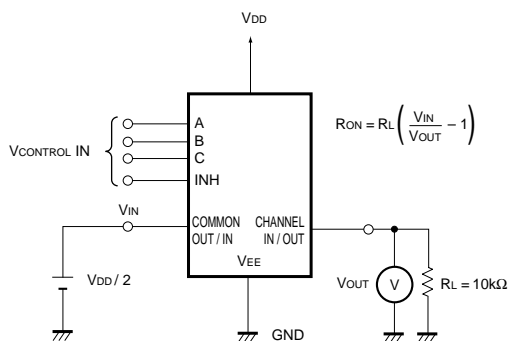 VDD
A
B
C
INH
VCONTROL IN
RON = RL ( VIN / VOUT − 1 )
VIN
COMMON OUT / IN
CHANNEL IN / OUT
VEE
VDD / 2
VOUT
V
RL = 10kΩ
GND